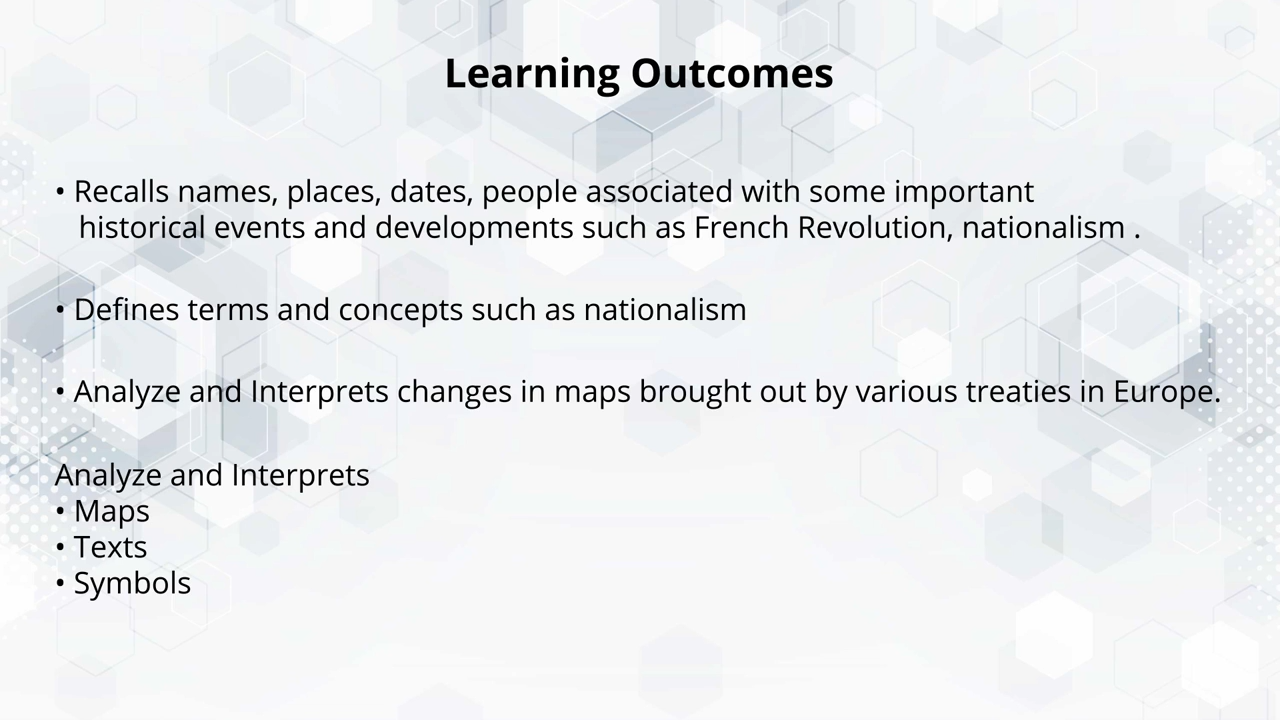 Learning Outcomes
• Recalls names, places, dates, people associated with some important
historical events and developments such as French Revolution, nationalism .
• Defines terms and concepts such as nationalism
• Analyze and Interprets changes in maps brought out by various treaties in Europe.
Analyze and Interprets
• Maps
• Texts
• Symbols